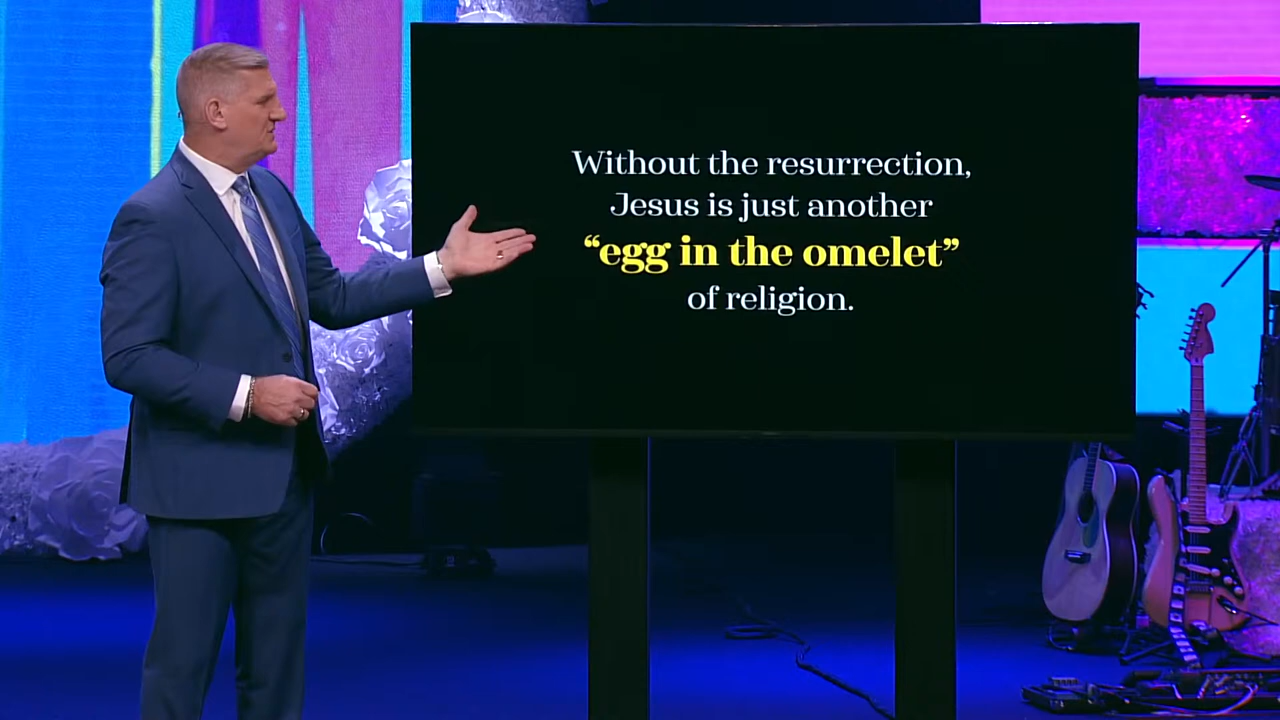 Without the resurrection,
Jesus is just another
“egg in the omelet”
of religion.